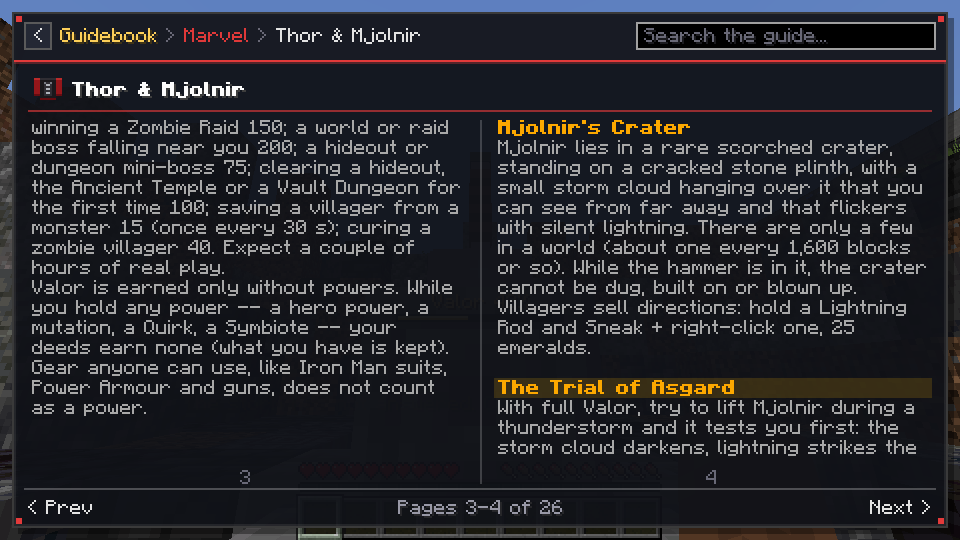 Guidebook > Marvel > Thor & Mjolnir
Search the guide...
Thor & Mjolnir
winning a Zombie Raid 150; a world or raid
boss falling near you 200; a hideout or
dungeon mini-boss 75; clearing a hideout,
the Ancient Temple or a Vault Dungeon for
the first time 100; saving a villager from a
monster 15 (once every 30 s); curing a
zombie villager 40. Expect a couple of
hours of real play.
Valor is earned only without powers. While
you hold any power -- a hero power, a
mutation, a Quirk, a Symbiote -- your
deeds earn none (what you have is kept).
Gear anyone can use, like Iron Man suits,
Power Armour and guns, does not count
as a power.
3
Mjolnir's Crater
Mjolnir lies in a rare scorched crater,
standing on a cracked stone plinth, with a
small storm cloud hanging over it that you
can see from far away and that flickers
with silent lightning. There are only a few
in a world (about one every 1,600 blocks
or so). While the hammer is in it, the crater
cannot be dug, built on or blown up.
Villagers sell directions: hold a Lightning
Rod and Sneak + right-click one, 25
emeralds.
The Trial of Asgard
With full Valor, try to lift Mjolnir during a
thunderstorm and it tests you first: the
storm cloud darkens, lightning strikes the
4
< Prev
Pages 3-4 of 26
Next >